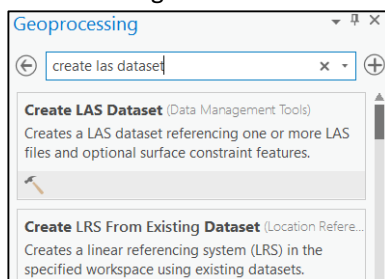 Geoprocessing
create las dataset
Create LAS Dataset (Data Management Tools)
Creates a LAS dataset referencing one or more LAS
files and optional surface constraint features.
Create LRS From Existing Dataset (Location Refere...
Creates a linear referencing system (LRS) in the
specified workspace using existing datasets.